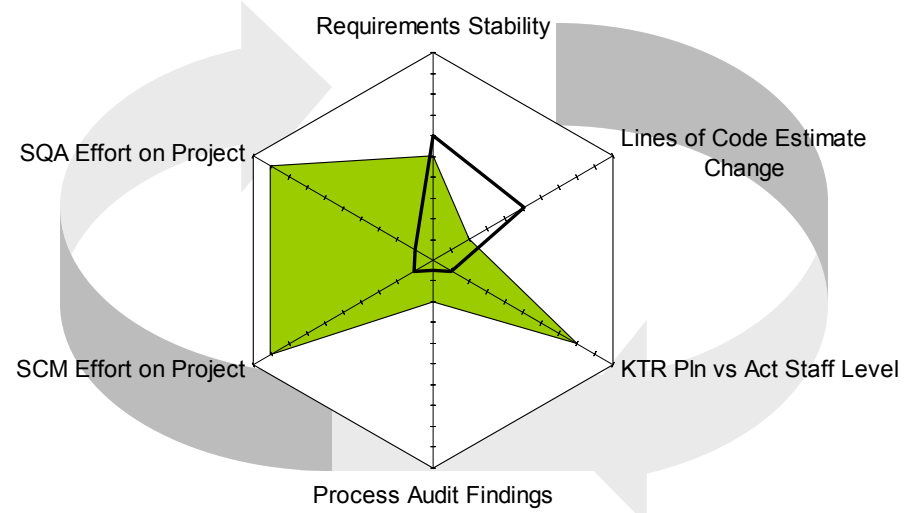 Requirements Stability
Lines of Code Estimate
Change
SQA Effort on Project
SCM Effort on Project
KTR Pln vs Act Staff Level
Process Audit Findings